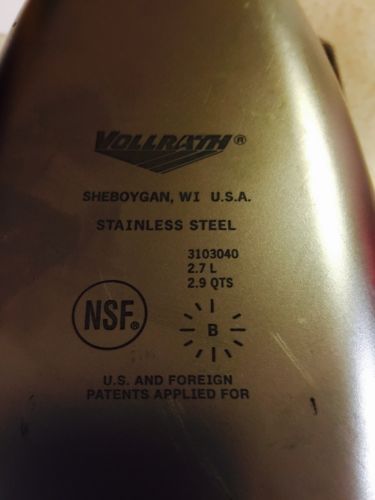 VOLLRATH®
SHEBOYGAN, WI U.S.A.
STAINLESS STEEL
3103040
2.7 L
2.9 QTS
NSF®
B
U.S. AND FOREIGN
PATENTS APPLIED FOR